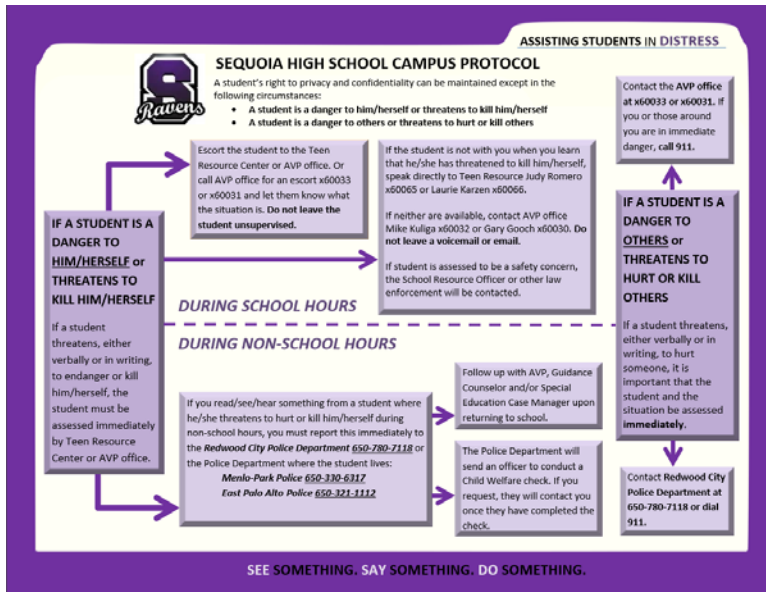 ASSISTING STUDENTS IN DISTRESS
SEQUOIA HIGH SCHOOL CAMPUS PROTOCOL
S
Ravens
A student's right to privacy and confidentiality can be maintained except in the
following circumstances:
• A student is a danger to him/herself or threatens to kill him/herself
• A student is a danger to others or threatens to hurt or kill others
Contact the AVP office
at x60033 or x60031. If
you or those around
you are in immediate
danger, call 911.
Escort the student to the Teen
Resource Center or AVP office. Or
call AVP office for an escort x60033
or x60031 and let them know what
the situation is. Do not leave the
student unsupervised.
If the student is not with you when you learn
that he/she has threatened to kill him/herself,
speak directly to Teen Resource Judy Romero
x60065 or Laurie Karzen x60066.
If neither are available, contact AVP office
Mike Kuliga x60032 or Gary Gooch x60030. Do
not leave a voicemail or email.
If student is assessed to be a safety concern,
the School Resource Officer or other law
enforcement will be contacted.
IF A STUDENT IS A
DANGER TO
HIM/HERSELF or
THREATENS TO
KILL HIM/HERSELF
If a student
threatens, either
verbally or in writing,
to endanger or kill
him/herself, the
student must be
assessed immediately
by Teen Resource
Center or AVP office.
IF A STUDENT IS A
DANGER TO
OTHERS or
THREATENS TO
HURT OR KILL
OTHERS
If a student threatens,
either verbally or in
writing, to hurt
someone, it is
important that the
student and the
situation be assessed
immediately.
DURING SCHOOL HOURS
DURING NON-SCHOOL HOURS
If you read/see/hear something from a student where
he/she threatens to hurt or kill him/herself during
non-school hours, you must report this immediately to
the Redwood City Police Department 650-780-7118 or
the Police Department where the student lives:
Menlo-Park Police 650-330-6317
East Palo Alto Police 650-321-1112
Follow up with AVP, Guidance
Counselor and/or Special
Education Case Manager upon
returning to school.
The Police Department will
send an officer to conduct a
Child Welfare check. If you
request, they will contact you
once they have completed the
check.
Contact Redwood City
Police Department at
650-780-7118 or dial
911.
SEE SOMETHING. SAY SOMETHING. DO SOMETHING.